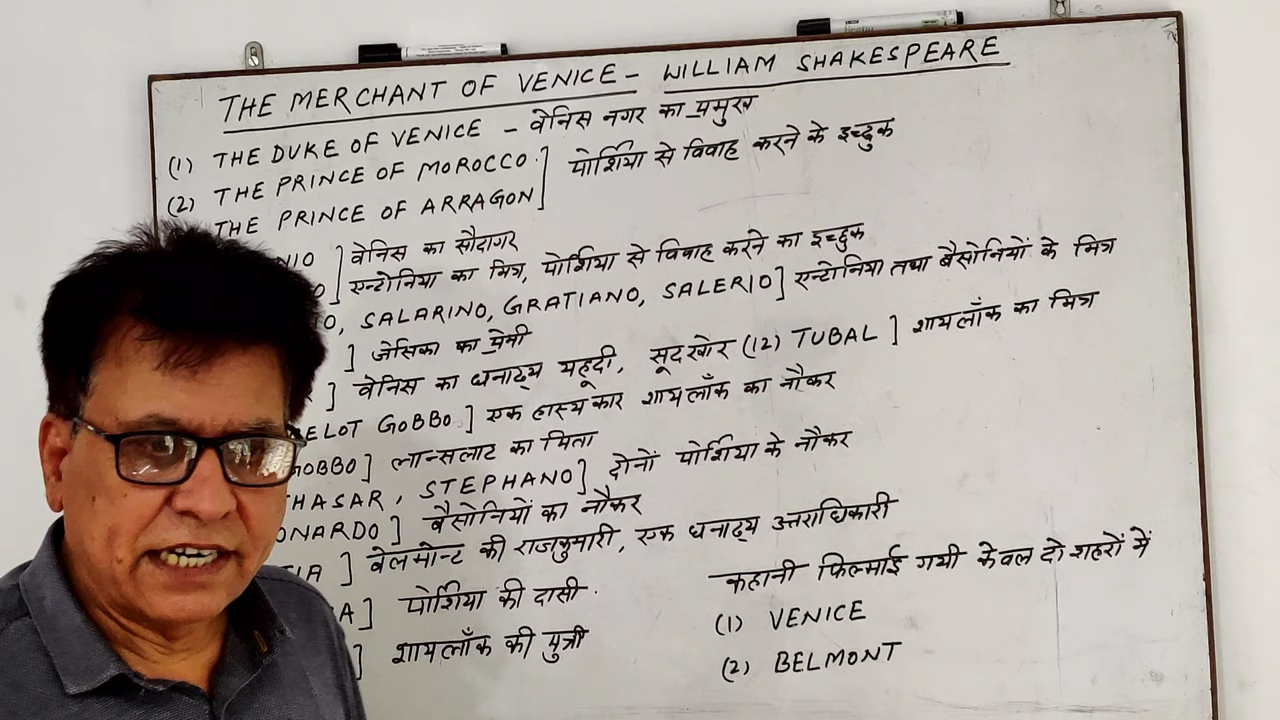 THE MERCHANT OF VENICE - WILLIAM SHAKESPEARE
(1) THE DUKE OF VENICE - वेनिस नगर का प्रमुख
(2) THE PRINCE OF MOROCCO ] पोर्शिया से विवाह करने के इच्छुक
THE PRINCE OF ARRAGON ]
NIO ] वेनिस का सौदागर
O ] एन्टोनिया का मित्र, पोर्शिया से विवाह करने का इच्छुक
O, SALARINO, GRATIANO, SALERIO ] एन्टोनिया तथा बैसोनियों के मित्र
] जेसिका का प्रेमी
] वेनिस का धनाढ्य यहूदी, सूदखोर (12) TUBAL ] शायलॉक का मित्र
ELOT GOBBO ] एक हास्यकार शायलॉक का नौकर
GOBBO ] लान्सलाट का पिता
THASAR, STEPHANO ] दोनों पोर्शिया के नौकर
ONARDO ] बैसोनियों का नौकर
TIA ] वेलमोन्ट की राजकुमारी, एक धनाढ्य उत्तराधिकारी
A ] पोर्शिया की दासी.
] शायलॉक की पुत्री
कहानी फिल्माई गयी केवल दो शहरों में
(1) VENICE
(2) BELMONT